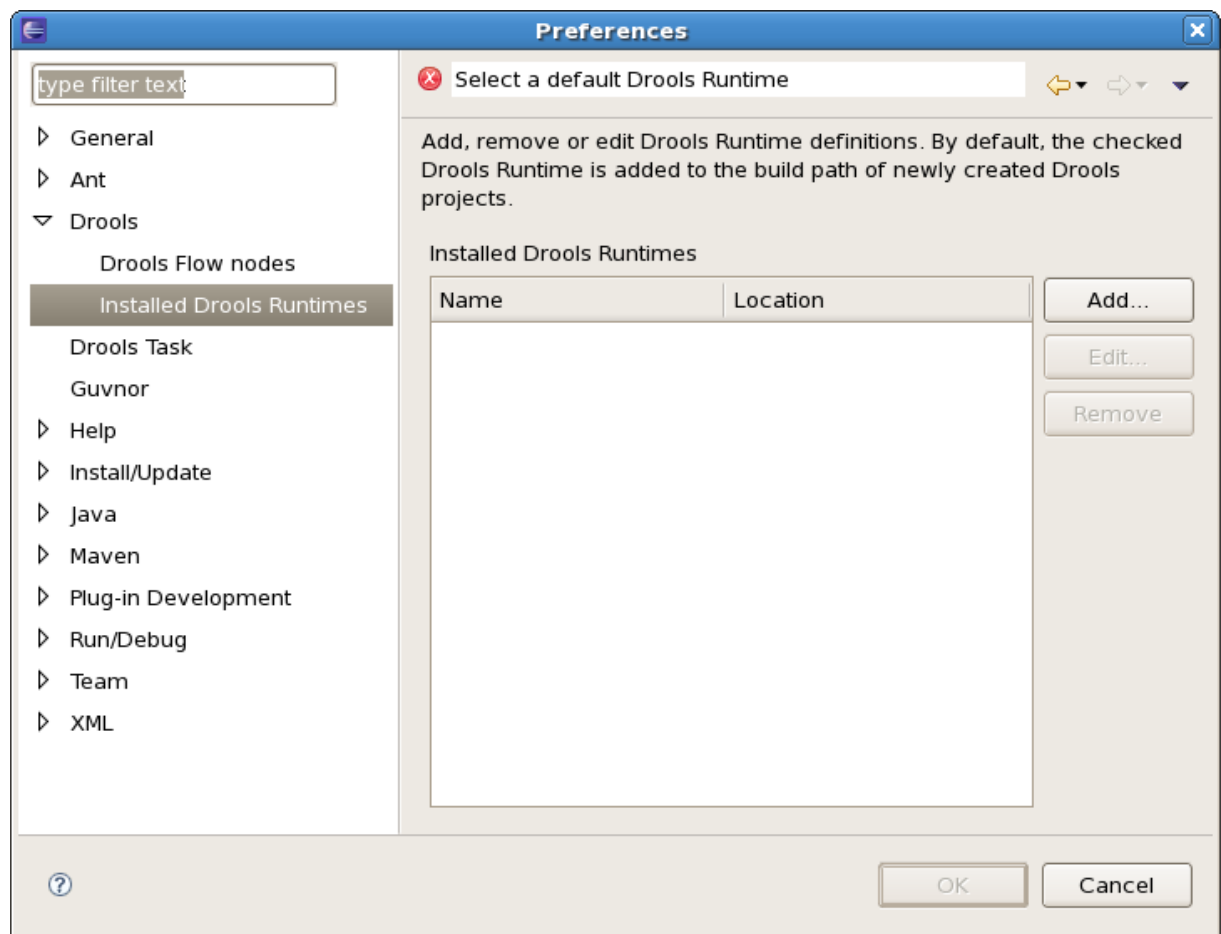 Preferences
type filter text
General
Ant
Drools
Drools Flow nodes
Installed Drools Runtimes
Drools Task
Guvnor
Help
Install/Update
Java
Maven
Plug-in Development
Run/Debug
Team
XML
Select a default Drools Runtime
Add, remove or edit Drools Runtime definitions. By default, the checked
Drools Runtime is added to the build path of newly created Drools
projects.
Installed Drools Runtimes
Name Location
Add...
Edit...
Remove
OK Cancel